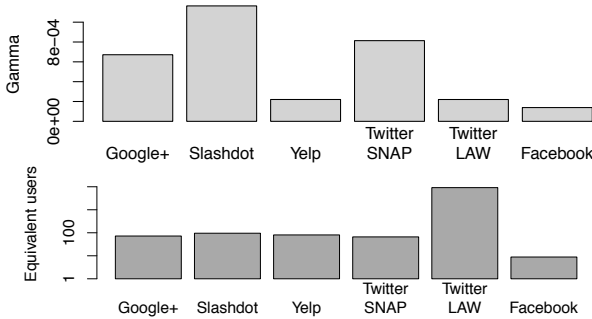 Gamma
0e+00
8e-04
Google+ Slashdot Yelp Twitter SNAP Twitter LAW Facebook
Equivalent users
1
100
Google+ Slashdot Yelp Twitter SNAP Twitter LAW Facebook